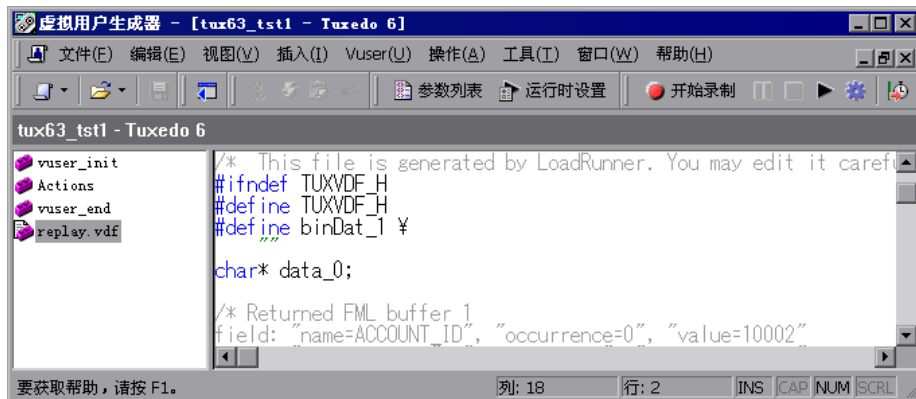 虚拟用户生成器 - [tux63_tst1 - Tuxedo 6]
文件(F) 编辑(E) 视图(V) 插入(I) Vuser(U) 操作(A) 工具(T) 窗口(W) 帮助(H)
参数列表 运行时设置 开始录制
tux63_tst1 - Tuxedo 6
vuser_init
Actions
vuser_end
replay.vdf
/* This file is generated by LoadRunner. You may edit it carefu
#ifndef TUXVDF_H
#define TUXVDF_H
#define binDat_1 ¥
""
char* data_0;
/* Returned FML buffer 1
field: "name=ACCOUNT_ID", "occurrence=0", "value=10002"
要获取帮助，请按 F1。 列: 18 行: 2 INS CAP NUM SCRL